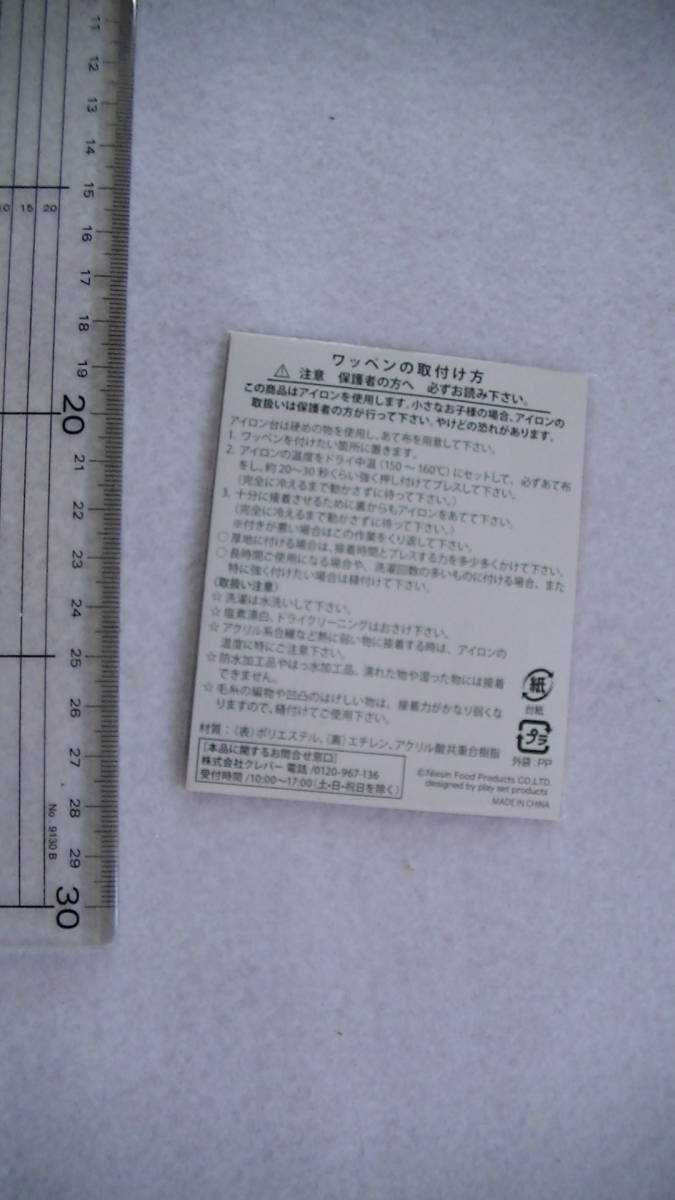 11
12
13
14
15
10 15 20
16
17
18
19
20
21
22
23
24
25
26
27
28
No. 9130 B
29
30
ワッペンの取付け方
⚠ 注意 保護者の方へ 必ずお読み下さい。
この商品はアイロンを使用します。小さなお子様の場合、アイロンの
取扱いは保護者の方が行って下さい。やけどの恐れがあります。
アイロン台は硬めの物を使用し、あて布を用意して下さい。
1. ワッペンを付けたい箇所に置きます。
2. アイロンの温度をドライ中温（150～160℃）にセットして、必ずあて布
をし、約20～30秒くらい強く押し付けてプレスして下さい。
（完全に冷えるまで動かさずに待って下さい。）
3. 十分に接着させるために裏からもアイロンをあてて下さい。
（完全に冷えるまで動かさずに待って下さい。）
※付きが悪い場合はこの作業をくり返して下さい。
○厚地に付ける場合は、接着時間とプレスする力を多少多くかけて下さい。
○長時間ご使用になる場合や、洗濯回数の多いものに付ける場合、また
特に強く付けたい場合は縫付けて下さい。
〈取扱い注意〉
☆洗濯は水洗いして下さい。
☆塩素漂白、ドライクリーニングはおさけ下さい。
☆アクリル系合繊など熱に弱い物に接着する時は、アイロンの
温度に特にご注意下さい。
☆防水加工品やはっ水加工品、濡れた物や湿った物には接着
できません。
☆毛糸の編物や凹凸のはげしい物は、接着力がかなり弱くな
りますので、縫付けてご使用下さい。
材質：（表）ポリエステル、（裏）エチレン、アクリル酸共重合樹脂
［本品に関するお問合せ窓口］
株式会社クレバー 電話/0120-967-136
受付時間/10:00～17:00（土・日・祝日を除く）
紙
台紙
プラ
外袋:PP
©Nissin Food Products CO.,LTD.
designed by play set products
MADE IN CHINA